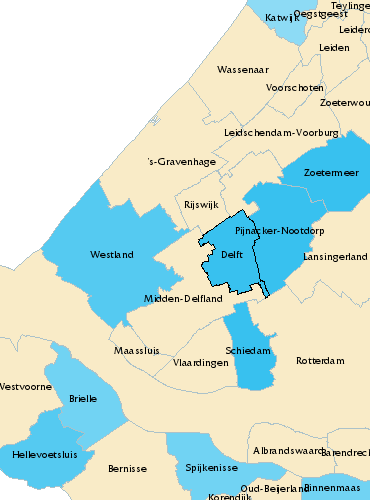 Teylinge
Katwijk
Oegstgeest
Leiderd
Leiden
Wassenaar
Voorschoten
Zoeterwou
Leidschendam-Voorburg
's-Gravenhage
Zoetermeer
Rijswijk
Pijnacker-Nootdorp
Westland
Delft
Lansingerland
Midden-Delfland
Maassluis
Schiedam
Vlaardingen
Rotterdam
Westvoorne
Brielle
Albrandswaard
Barendrecht
Hellevoetsluis
Bernisse
Spijkenisse
Oud-Beijerland
Binnenmaas
Korendijk